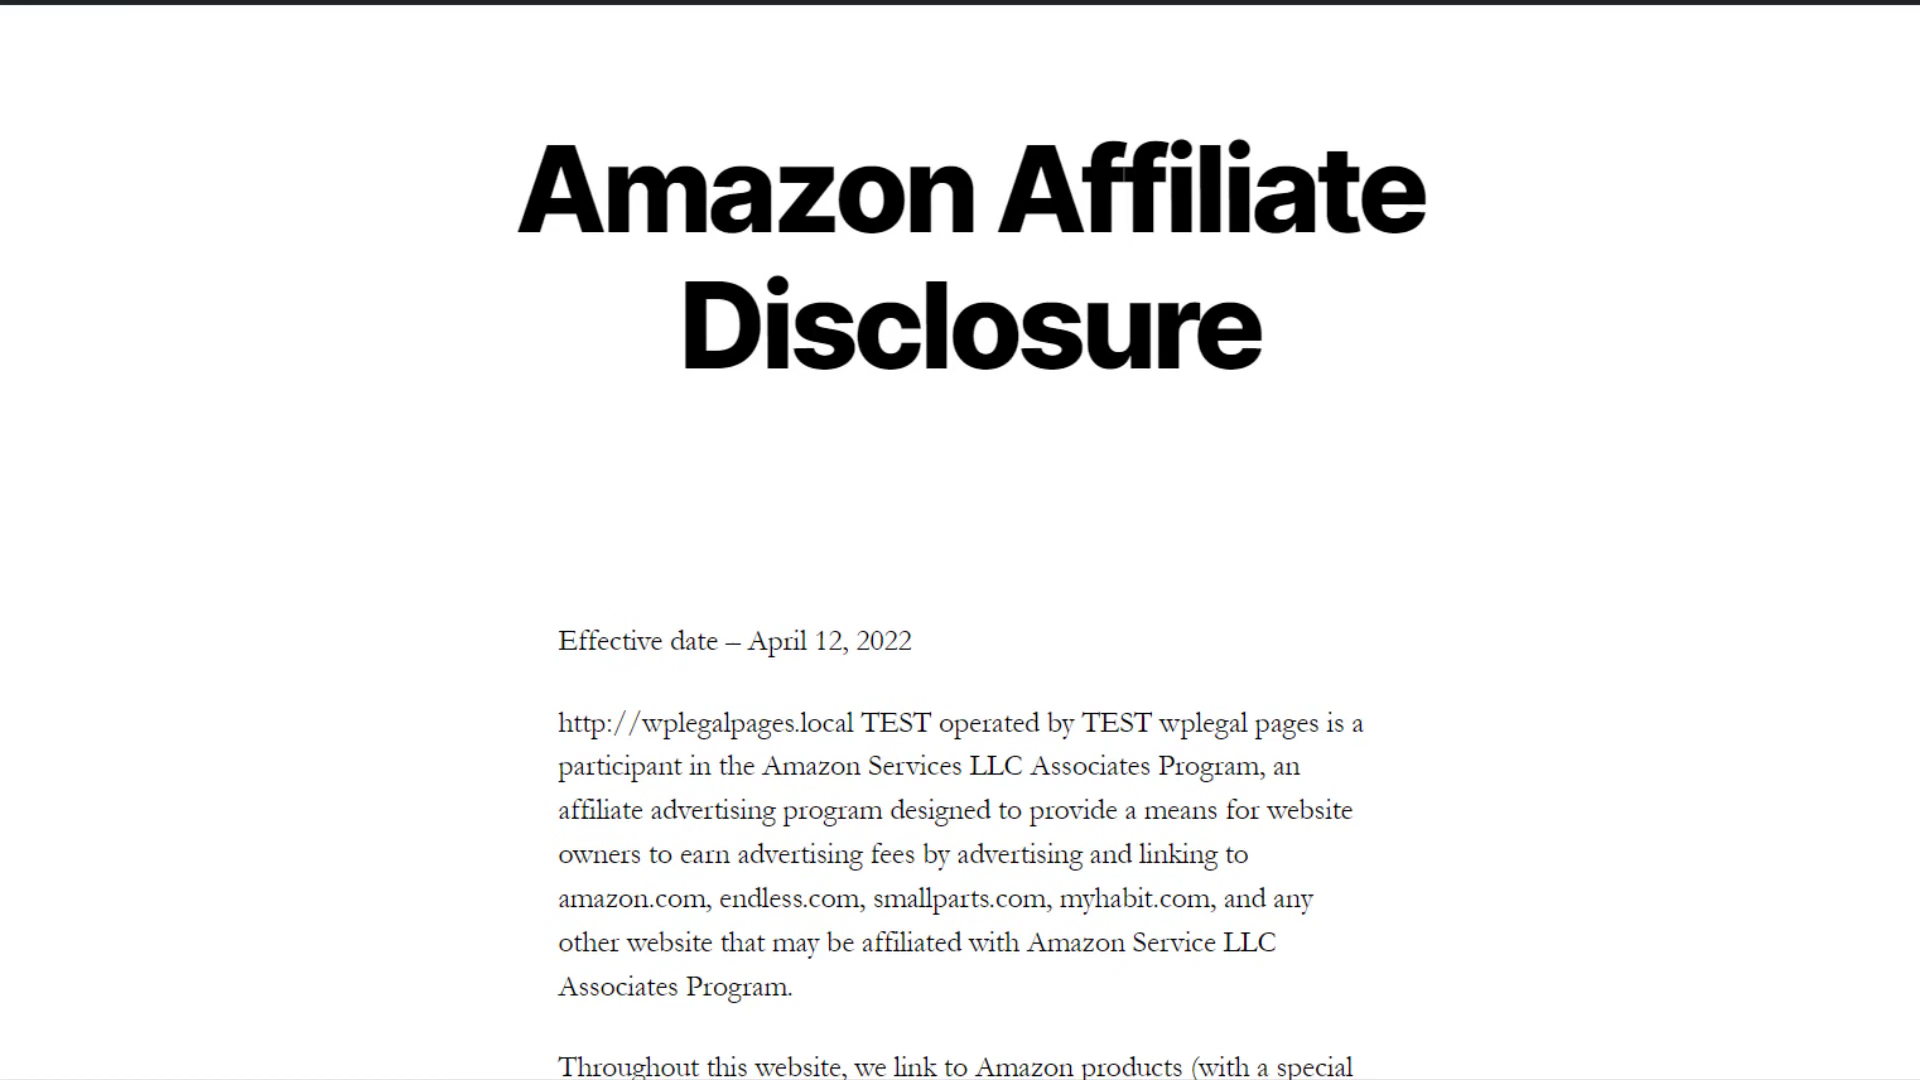 Amazon Affiliate
Disclosure
Effective date – April 12, 2022
http://wplegalpages.local TEST operated by TEST wplegal pages is a
participant in the Amazon Services LLC Associates Program, an
affiliate advertising program designed to provide a means for website
owners to earn advertising fees by advertising and linking to
amazon.com, endless.com, smallparts.com, myhabit.com, and any
other website that may be affiliated with Amazon Service LLC
Associates Program.
Throughout this website, we link to Amazon products (with a special